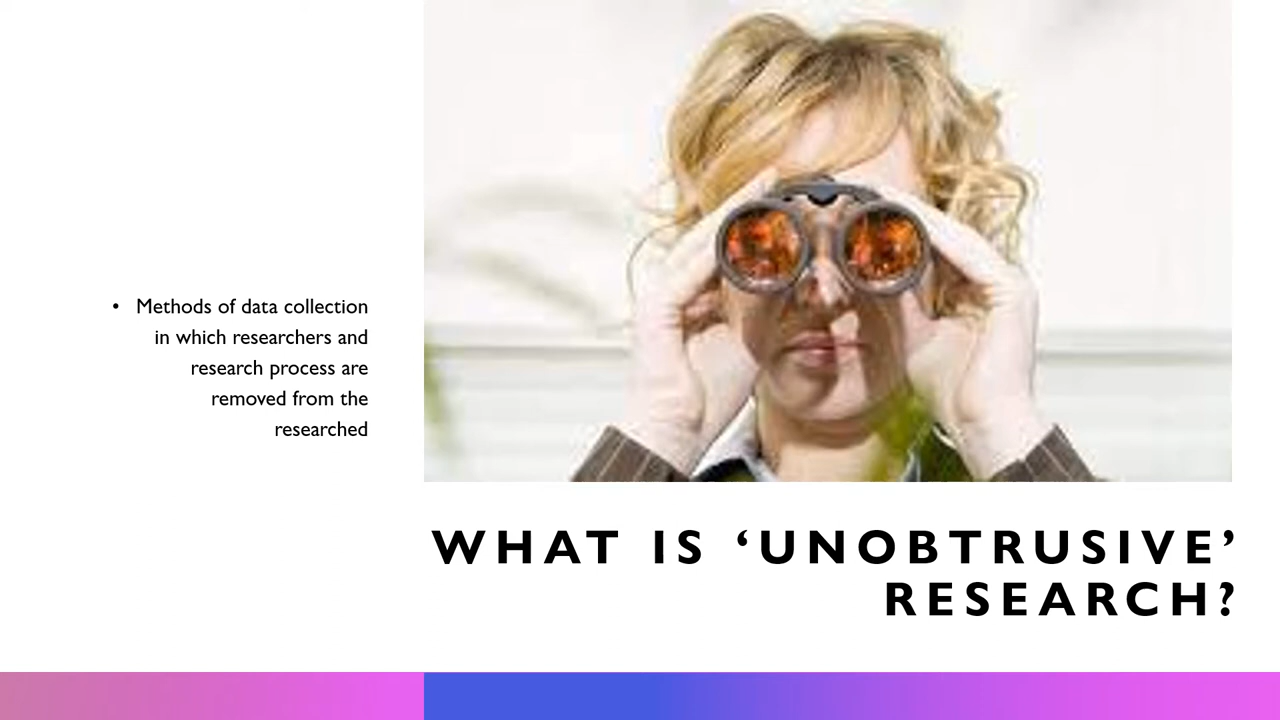 • Methods of data collection
in which researchers and
research process are
removed from the
researched
WHAT IS ‘UNOBTRUSIVE’
RESEARCH?